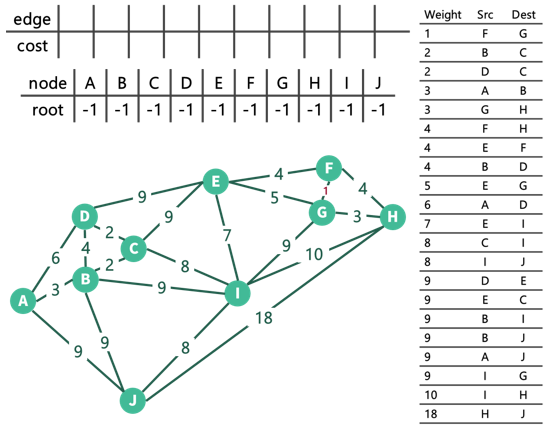 edge
cost
node A B C D E F G H I J
root -1 -1 -1 -1 -1 -1 -1 -1 -1 -1
Weight Src Dest
1 F G
2 B C
2 D C
3 A B
3 G H
4 F H
4 E F
4 B D
5 E G
6 A D
7 E I
8 C I
8 I J
9 D E
9 E C
9 B I
9 B J
9 A J
9 I G
10 I H
18 H J
F
4
E
1
4
9
5
D
9
G
3
H
2
C
7
4
9
10
6
2
8
B
9
I
3
A
18
9
9
8
J